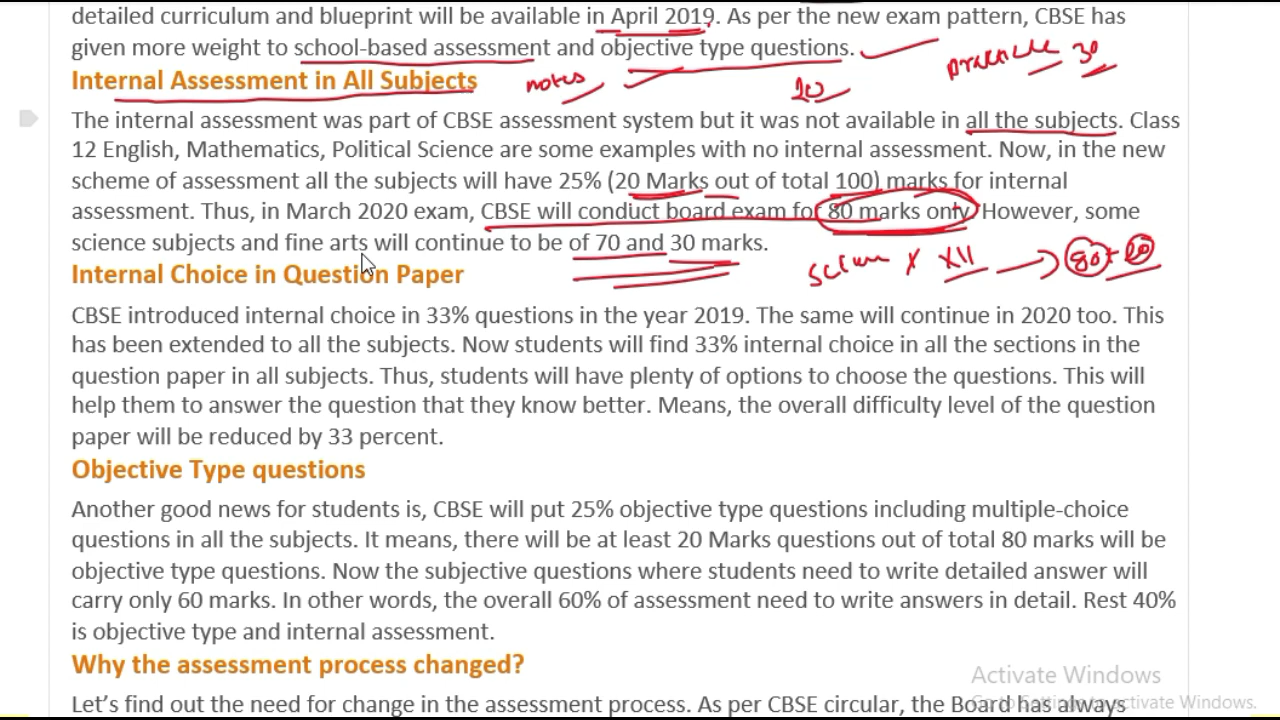 detailed curriculum and blueprint will be available in April 2019. As per the new exam pattern, CBSE has
given more weight to school-based assessment and objective type questions.
practicle 30
Internal Assessment in All Subjects
notes
20
The internal assessment was part of CBSE assessment system but it was not available in all the subjects. Class
12 English, Mathematics, Political Science are some examples with no internal assessment. Now, in the new
scheme of assessment all the subjects will have 25% (20 Marks out of total 100) marks for internal
assessment. Thus, in March 2020 exam, CBSE will conduct board exam for 80 marks only. However, some
science subjects and fine arts will continue to be of 70 and 30 marks.
X XII 80+20
Internal Choice in Question Paper
CBSE introduced internal choice in 33% questions in the year 2019. The same will continue in 2020 too. This
has been extended to all the subjects. Now students will find 33% internal choice in all the sections in the
question paper in all subjects. Thus, students will have plenty of options to choose the questions. This will
help them to answer the question that they know better. Means, the overall difficulty level of the question
paper will be reduced by 33 percent.
Objective Type questions
Another good news for students is, CBSE will put 25% objective type questions including multiple-choice
questions in all the subjects. It means, there will be at least 20 Marks questions out of total 80 marks will be
objective type questions. Now the subjective questions where students need to write detailed answer will
carry only 60 marks. In other words, the overall 60% of assessment need to write answers in detail. Rest 40%
is objective type and internal assessment.
Why the assessment process changed?
Activate Windows
Go to Settings to activate Windows.
Let's find out the need for change in the assessment process. As per CBSE circular, the Board has always